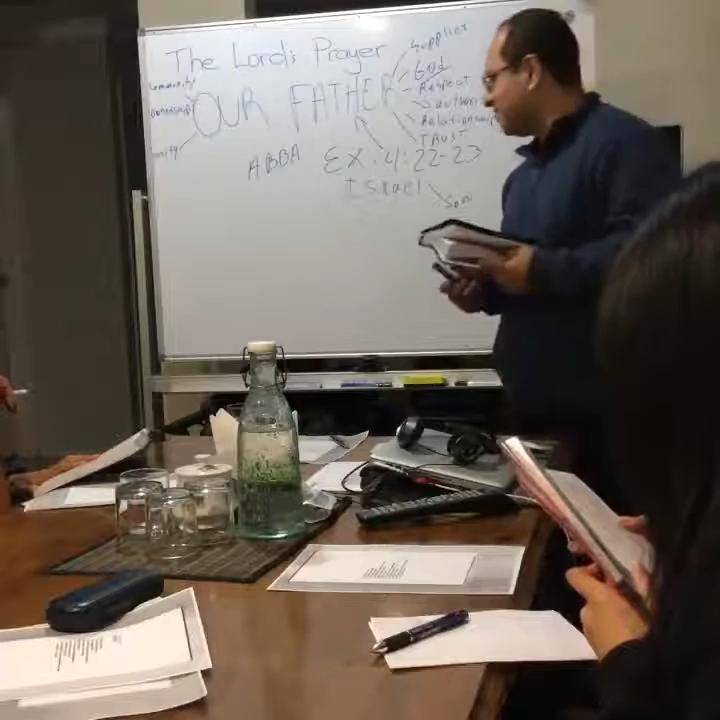 The Lord's Prayer
Supplier
God
Respect
Authority
Relationship
TRUST
Community
OUR FATHER
Unity
ABBA
EX. 4:22-23
Israel
Son